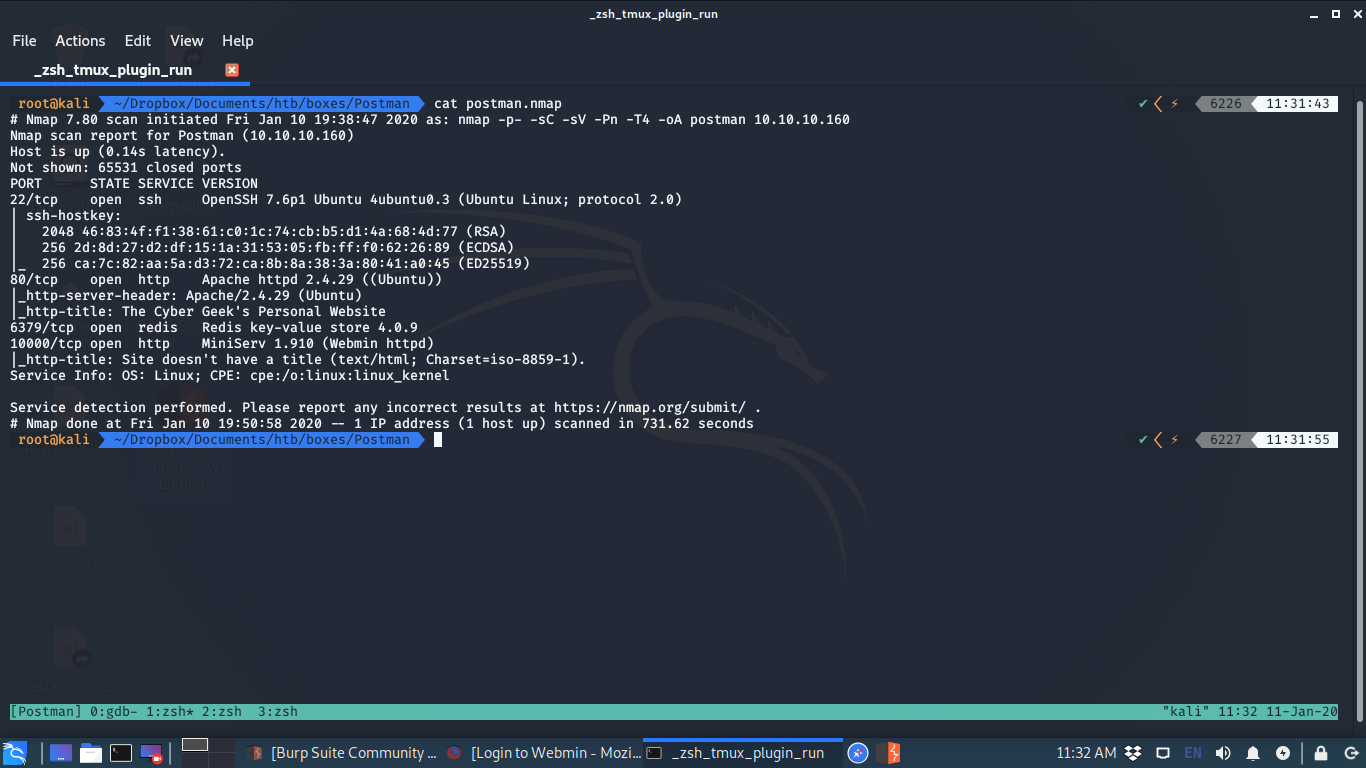 _zsh_tmux_plugin_run
File Actions Edit View Help
_zsh_tmux_plugin_run
root@kali ~/Dropbox/Documents/htb/boxes/Postman cat postman.nmap ✔ ⚡ 6226 11:31:43
# Nmap 7.80 scan initiated Fri Jan 10 19:38:47 2020 as: nmap -p- -sC -sV -Pn -T4 -oA postman 10.10.10.160
Nmap scan report for Postman (10.10.10.160)
Host is up (0.14s latency).
Not shown: 65531 closed ports
PORT      STATE SERVICE VERSION
22/tcp    open  ssh     OpenSSH 7.6p1 Ubuntu 4ubuntu0.3 (Ubuntu Linux; protocol 2.0)
| ssh-hostkey:
|   2048 46:83:4f:f1:38:61:c0:1c:74:cb:b5:d1:4a:68:4d:77 (RSA)
|   256 2d:8d:27:d2:df:15:1a:31:53:05:fb:ff:f0:62:26:89 (ECDSA)
|_  256 ca:7c:82:aa:5a:d3:72:ca:8b:8a:38:3a:80:41:a0:45 (ED25519)
80/tcp    open  http    Apache httpd 2.4.29 ((Ubuntu))
|_http-server-header: Apache/2.4.29 (Ubuntu)
|_http-title: The Cyber Geek's Personal Website
6379/tcp  open  redis   Redis key-value store 4.0.9
10000/tcp open  http    MiniServ 1.910 (Webmin httpd)
|_http-title: Site doesn't have a title (text/html; Charset=iso-8859-1).
Service Info: OS: Linux; CPE: cpe:/o:linux:linux_kernel
Service detection performed. Please report any incorrect results at https://nmap.org/submit/ .
# Nmap done at Fri Jan 10 19:50:58 2020 -- 1 IP address (1 host up) scanned in 731.62 seconds
root@kali ~/Dropbox/Documents/htb/boxes/Postman ✔ ⚡ 6227 11:31:55
Community
Edition
vscode.sh
restart-vm-...
[Postman] 0:gdb- 1:zsh* 2:zsh  3:zsh "kali" 11:32 11-Jan-20
[Burp Suite Community ... [Login to Webmin - Mozi... _zsh_tmux_plugin_run 11:32 AM EN